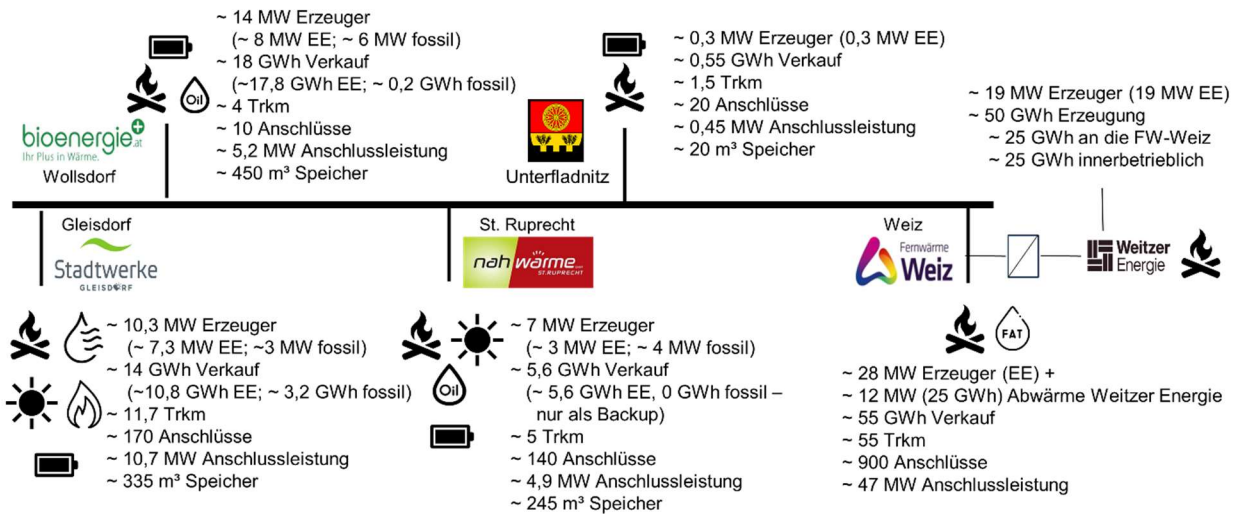 ~ 14 MW Erzeuger
(~ 8 MW EE; ~ 6 MW fossil)
~ 18 GWh Verkauf
(~17,8 GWh EE; ~ 0,2 GWh fossil)
~ 4 Trkm
~ 10 Anschlüsse
~ 5,2 MW Anschlussleistung
~ 450 m³ Speicher
Oil
bioenergie+.at
Ihr Plus in Wärme.
Wollsdorf
~ 0,3 MW Erzeuger (0,3 MW EE)
~ 0,55 GWh Verkauf
~ 1,5 Trkm
~ 20 Anschlüsse
~ 0,45 MW Anschlussleistung
~ 20 m³ Speicher
Unterfladnitz
~ 19 MW Erzeuger (19 MW EE)
~ 50 GWh Erzeugung
~ 25 GWh an die FW-Weiz
~ 25 GWh innerbetrieblich
Gleisdorf
Stadtwerke
GLEISDORF
~ 10,3 MW Erzeuger
(~ 7,3 MW EE; ~3 MW fossil)
~ 14 GWh Verkauf
(~10,8 GWh EE; ~ 3,2 GWh fossil)
~ 11,7 Trkm
~ 170 Anschlüsse
~ 10,7 MW Anschlussleistung
~ 335 m³ Speicher
St. Ruprecht
nahwärme
ST.RUPRECHT
Oil
~ 7 MW Erzeuger
(~ 3 MW EE; ~ 4 MW fossil)
~ 5,6 GWh Verkauf
(~ 5,6 GWh EE, 0 GWh fossil –
nur als Backup)
~ 5 Trkm
~ 140 Anschlüsse
~ 4,9 MW Anschlussleistung
~ 245 m³ Speicher
Weiz
Fernwärme
Weiz
Weitzer
Energie
FAT
~ 28 MW Erzeuger (EE) +
~ 12 MW (25 GWh) Abwärme Weitzer Energie
~ 55 GWh Verkauf
~ 55 Trkm
~ 900 Anschlüsse
~ 47 MW Anschlussleistung